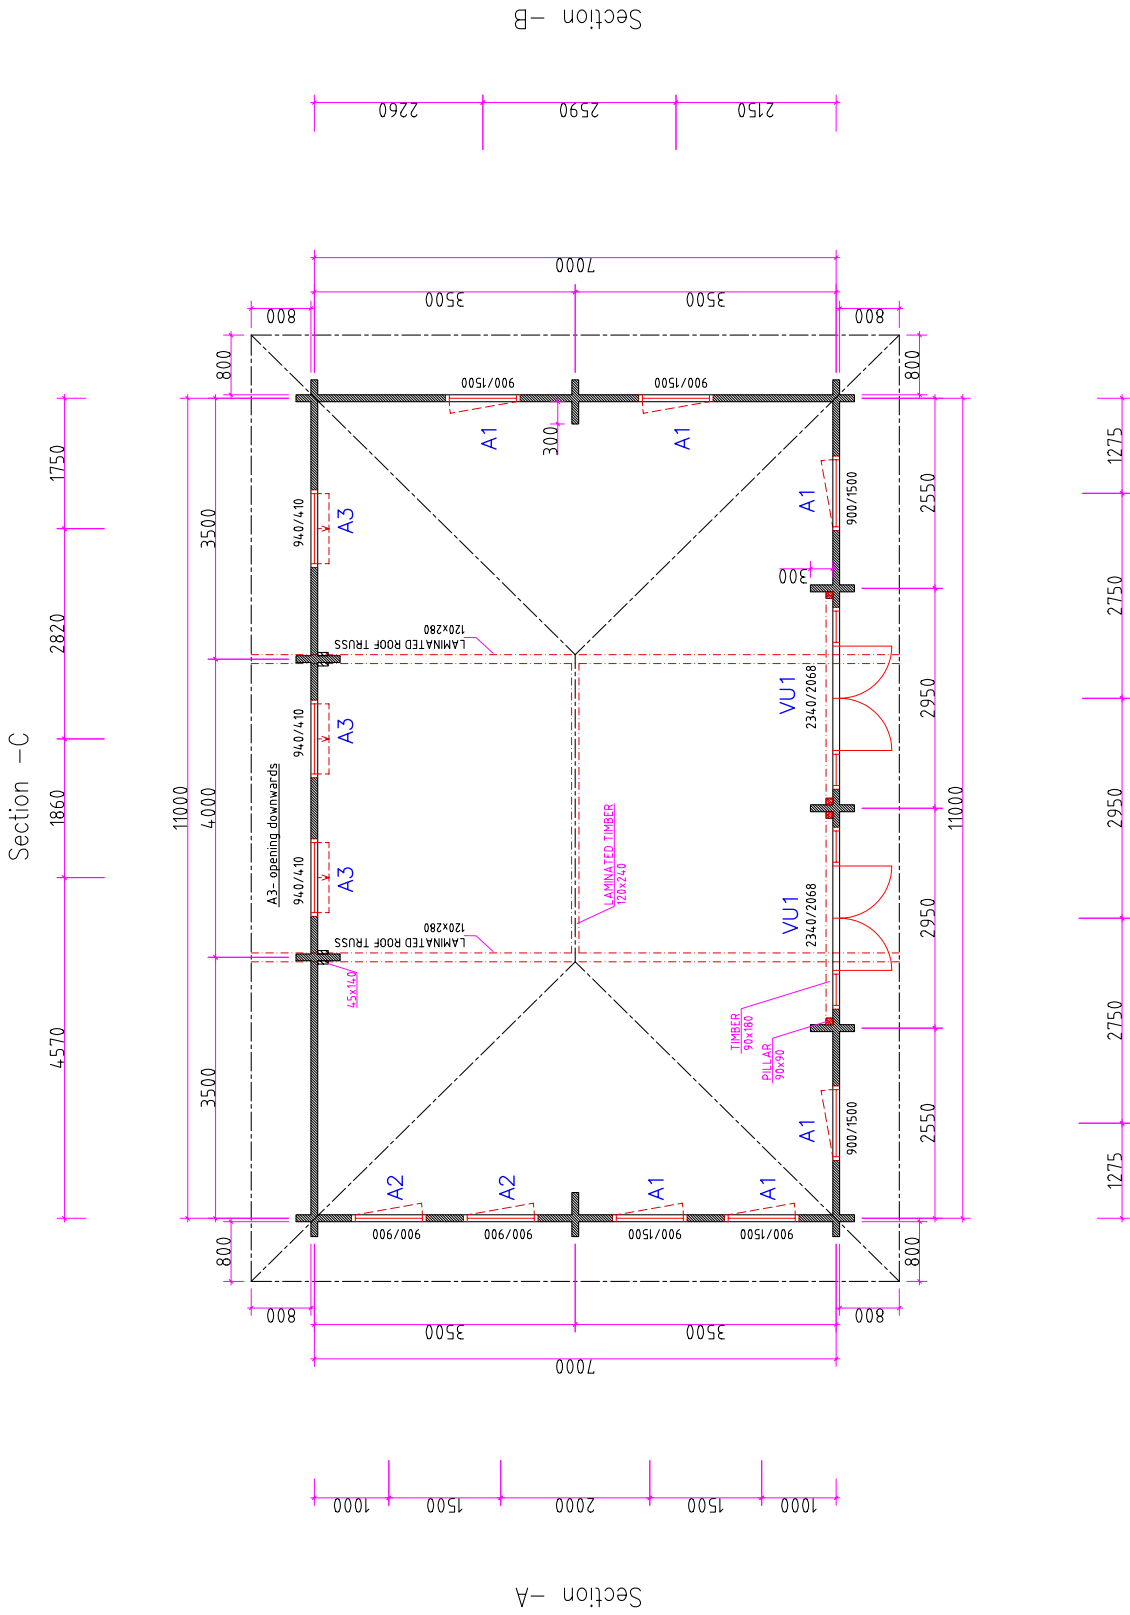 Section -B
2260
2590
2150
7000
3500
3500
800
800
800
800
900/1500
900/1500
A1
A1
300
1750
2820
1860
4570
Section -C
11000
3500
4000
3500
940/410
A3
940/410
A3
940/410
A3
A3- opening downwards
LAMINATED ROOF TRUSS
120x280
LAMINATED ROOF TRUSS
120x280
LAMINATED TIMBER
120x240
45x140
TIMBER
90x180
PILLAR
90x90
A1
900/1500
300
VU1
2340/2068
VU1
2340/2068
A1
900/1500
2550
2950
2950
2550
11000
1275
2750
2950
2750
1275
A2
A2
A1
A1
900/900
900/900
900/1500
900/1500
800
800
800
800
3500
3500
7000
1000
1500
2000
1500
1000
Section -A